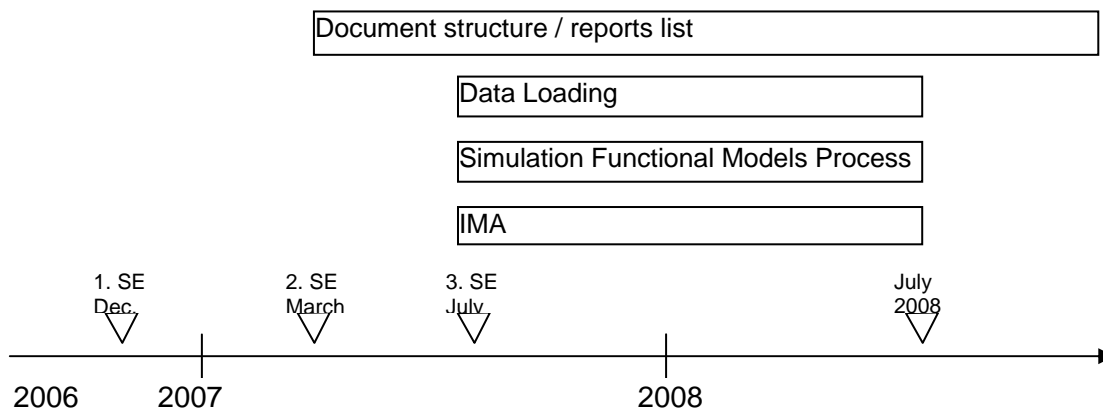 Document structure / reports list
Data Loading
Simulation Functional Models Process
IMA
1. SE
Dec.
2. SE
March
3. SE
July
July
2008
2006
2007
2008